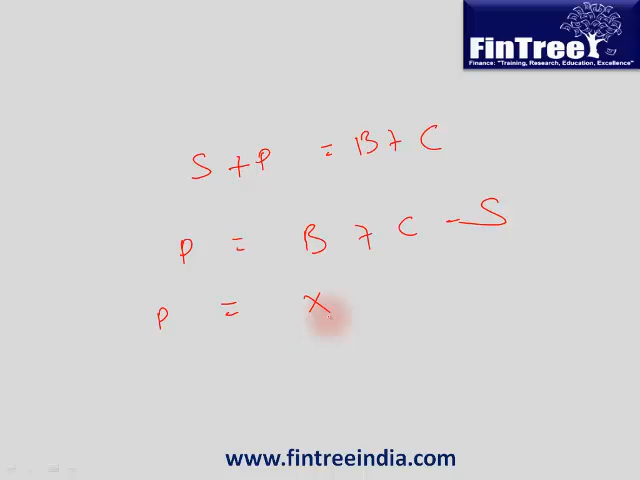 FinTree
Finance: "Training, Research, Education, Excellence"
S + P = B + C
P = B + C - S
P = X
www.fintreeindia.com